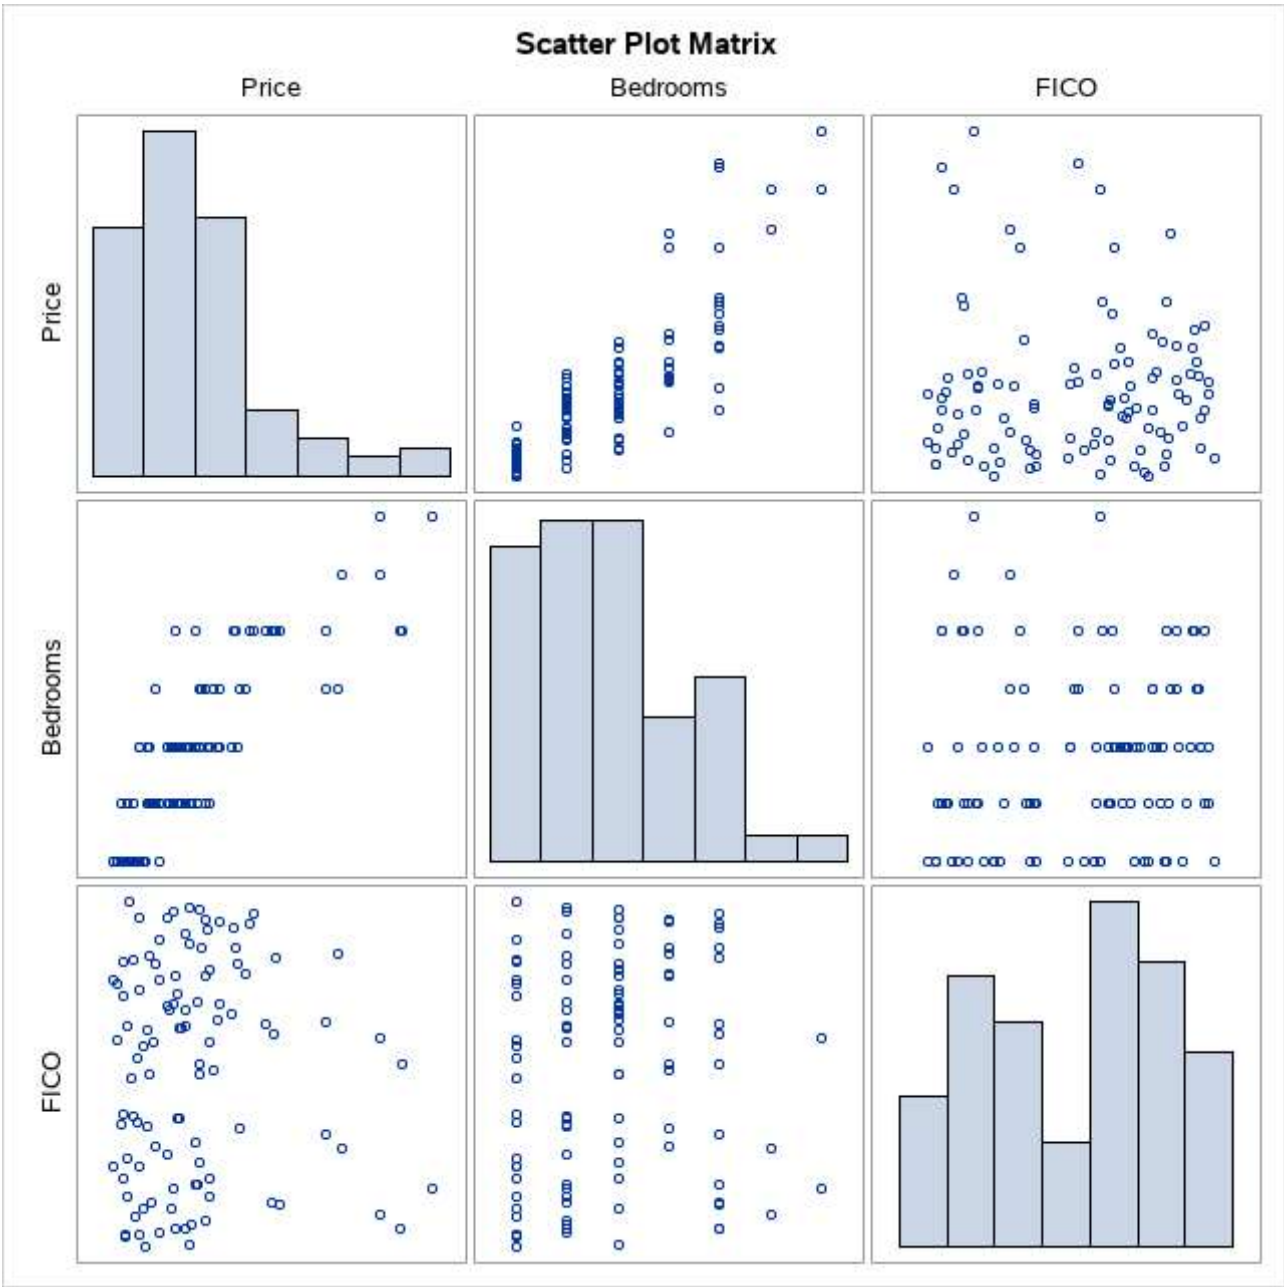 Scatter Plot Matrix
Price Bedrooms FICO
Price
Bedrooms
FICO